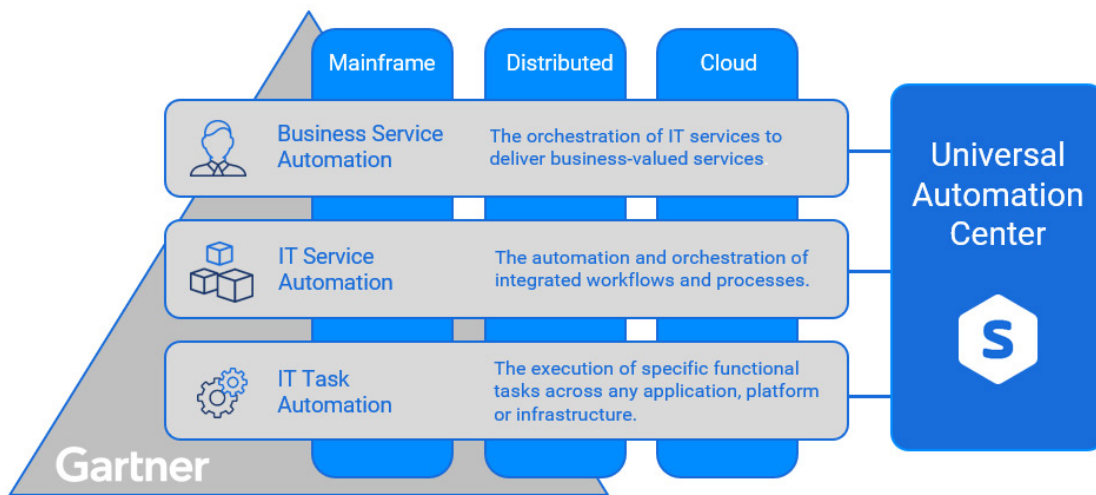 Mainframe
Distributed
Cloud
Business Service
Automation
The orchestration of IT services to
deliver business-valued services
IT Service
Automation
The automation and orchestration of
integrated workflows and processes.
IT Task
Automation
The execution of specific functional
tasks across any application, platform
or infrastructure.
Gartner
Universal
Automation
Center
S